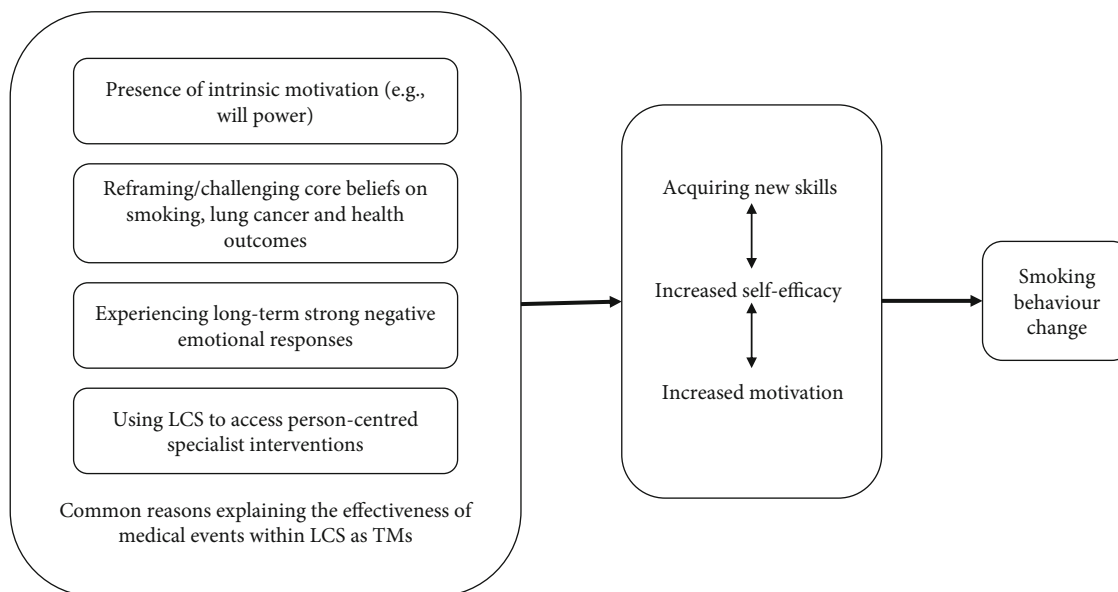 Presence of intrinsic motivation (e.g.,
will power)
Reframing/challenging core beliefs on
smoking, lung cancer and health
outcomes
Experiencing long-term strong negative
emotional responses
Using LCS to access person-centred
specialist interventions
Common reasons explaining the effectiveness of
medical events within LCS as TMs
Acquiring new skills
Increased self-efficacy
Increased motivation
Smoking
behaviour
change